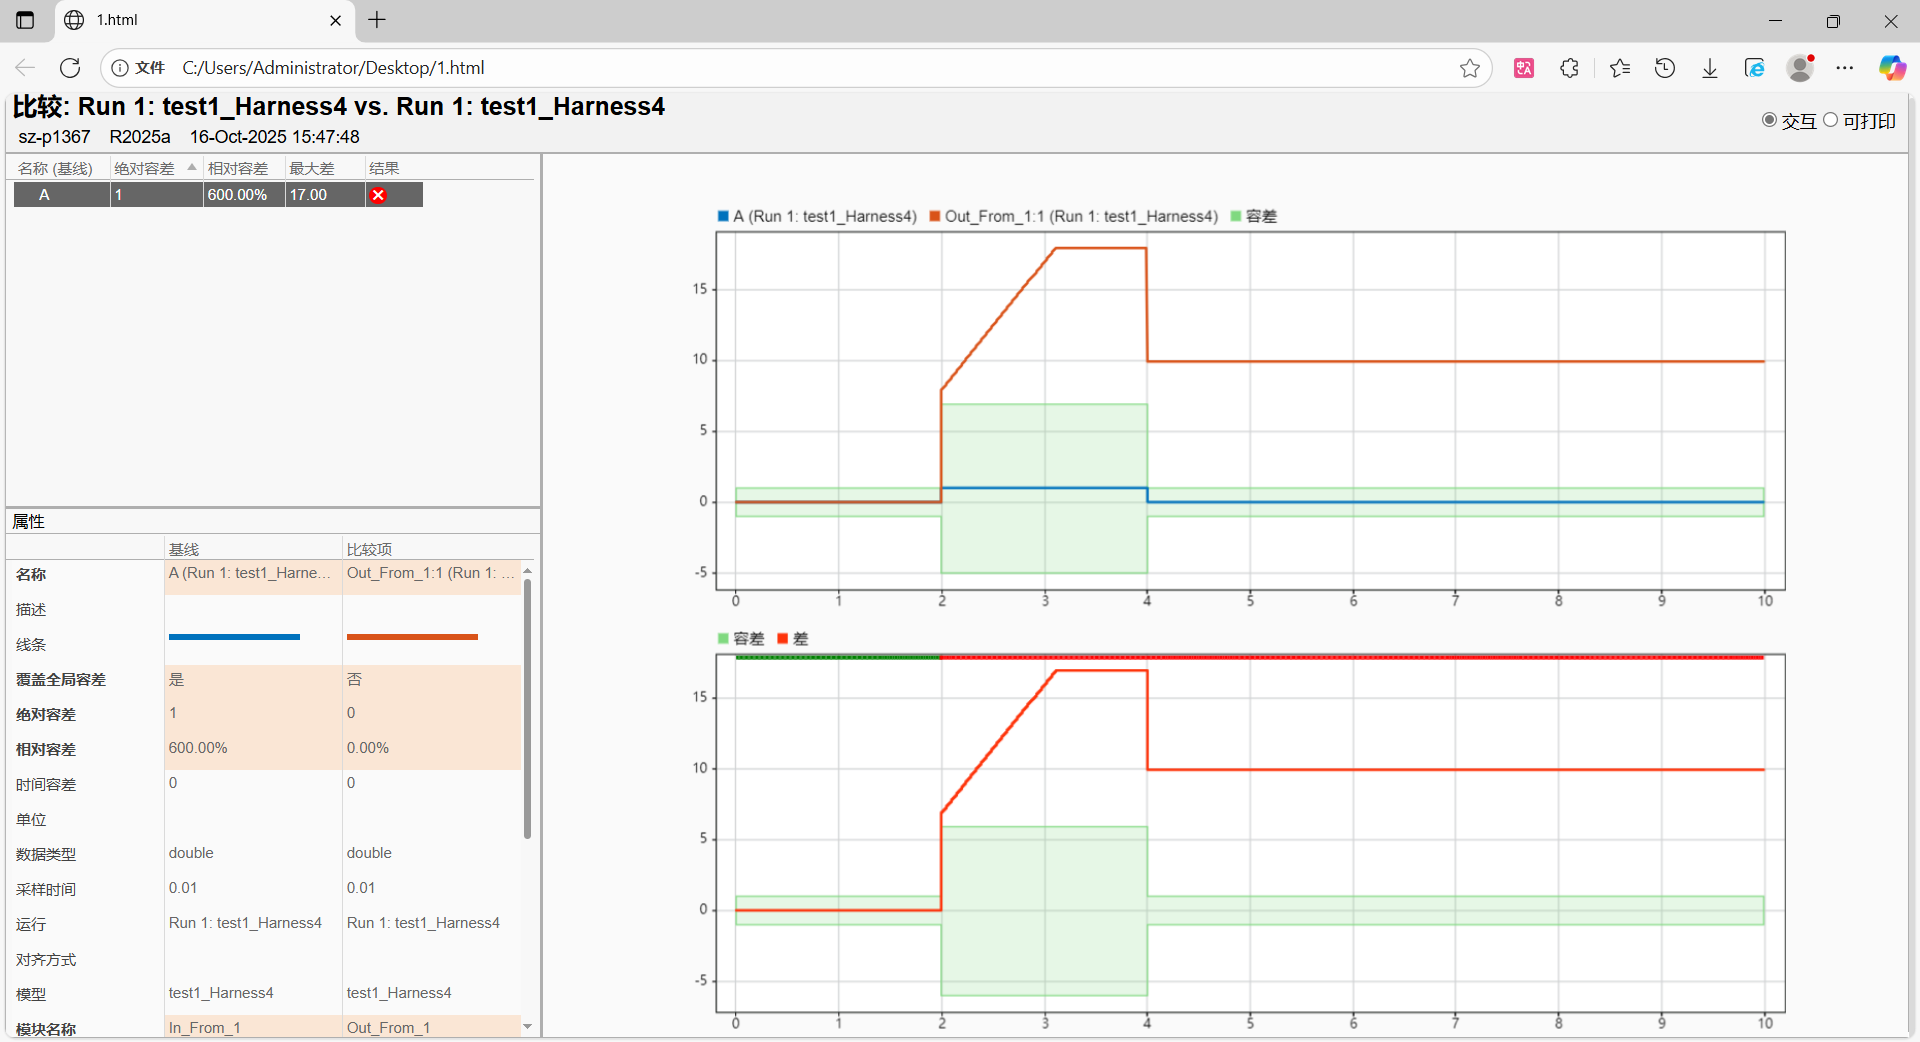 1.html
文件 C:/Users/Administrator/Desktop/1.html
比较: Run 1: test1_Harness4 vs. Run 1: test1_Harness4
sz-p1367 R2025a 16-Oct-2025 15:47:48
交互 可打印
名称 (基线) 绝对容差 相对容差 最大差 结果
A 1 600.00% 17.00
属性
基线 比较项
名称 A (Run 1: test1_Harne... Out_From_1:1 (Run 1: ...
描述
线条
覆盖全局容差 是 否
绝对容差 1 0
相对容差 600.00% 0.00%
时间容差 0 0
单位
数据类型 double double
采样时间 0.01 0.01
运行 Run 1: test1_Harness4 Run 1: test1_Harness4
对齐方式
模型 test1_Harness4 test1_Harness4
模块名称 In_From_1 Out_From_1
A (Run 1: test1_Harness4) Out_From_1:1 (Run 1: test1_Harness4) 容差
15
10
5
0
-5
0 1 2 3 4 5 6 7 8 9 10
容差 差
15
10
5
0
-5
0 1 2 3 4 5 6 7 8 9 10